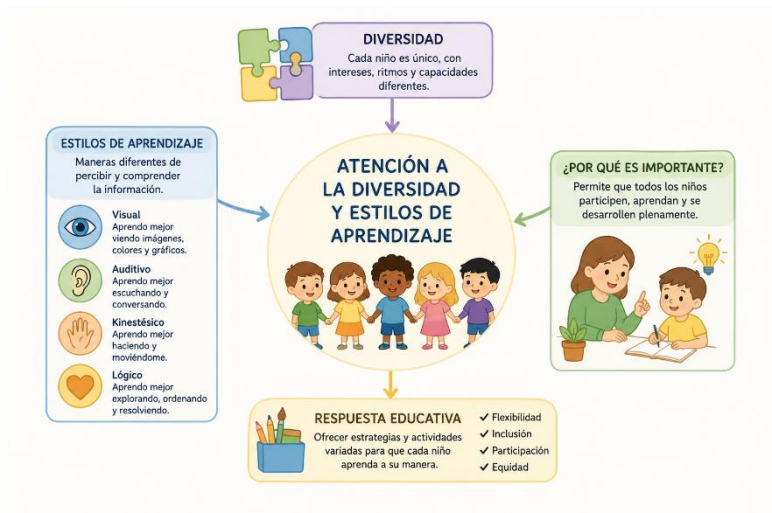 DIVERSIDAD
Cada niño es único, con
intereses, ritmos y capacidades
diferentes.
ESTILOS DE APRENDIZAJE
Maneras diferentes de
percibir y comprender
la información.
Visual
Aprendo mejor
viendo imágenes,
colores y gráficos.
Auditivo
Aprendo mejor
escuchando y
conversando.
Kinestésico
Aprendo mejor
haciendo y
moviéndome.
Lógico
Aprendo mejor
explorando, ordenando
y resolviendo.
ATENCIÓN A
LA DIVERSIDAD
Y ESTILOS DE
APRENDIZAJE
¿POR QUÉ ES IMPORTANTE?
Permite que todos los niños
participen, aprendan y se
desarrollen plenamente.
RESPUESTA EDUCATIVA
Ofrecer estrategias y actividades
variadas para que cada niño
aprenda a su manera.
✓ Flexibilidad
✓ Inclusión
✓ Participación
✓ Equidad